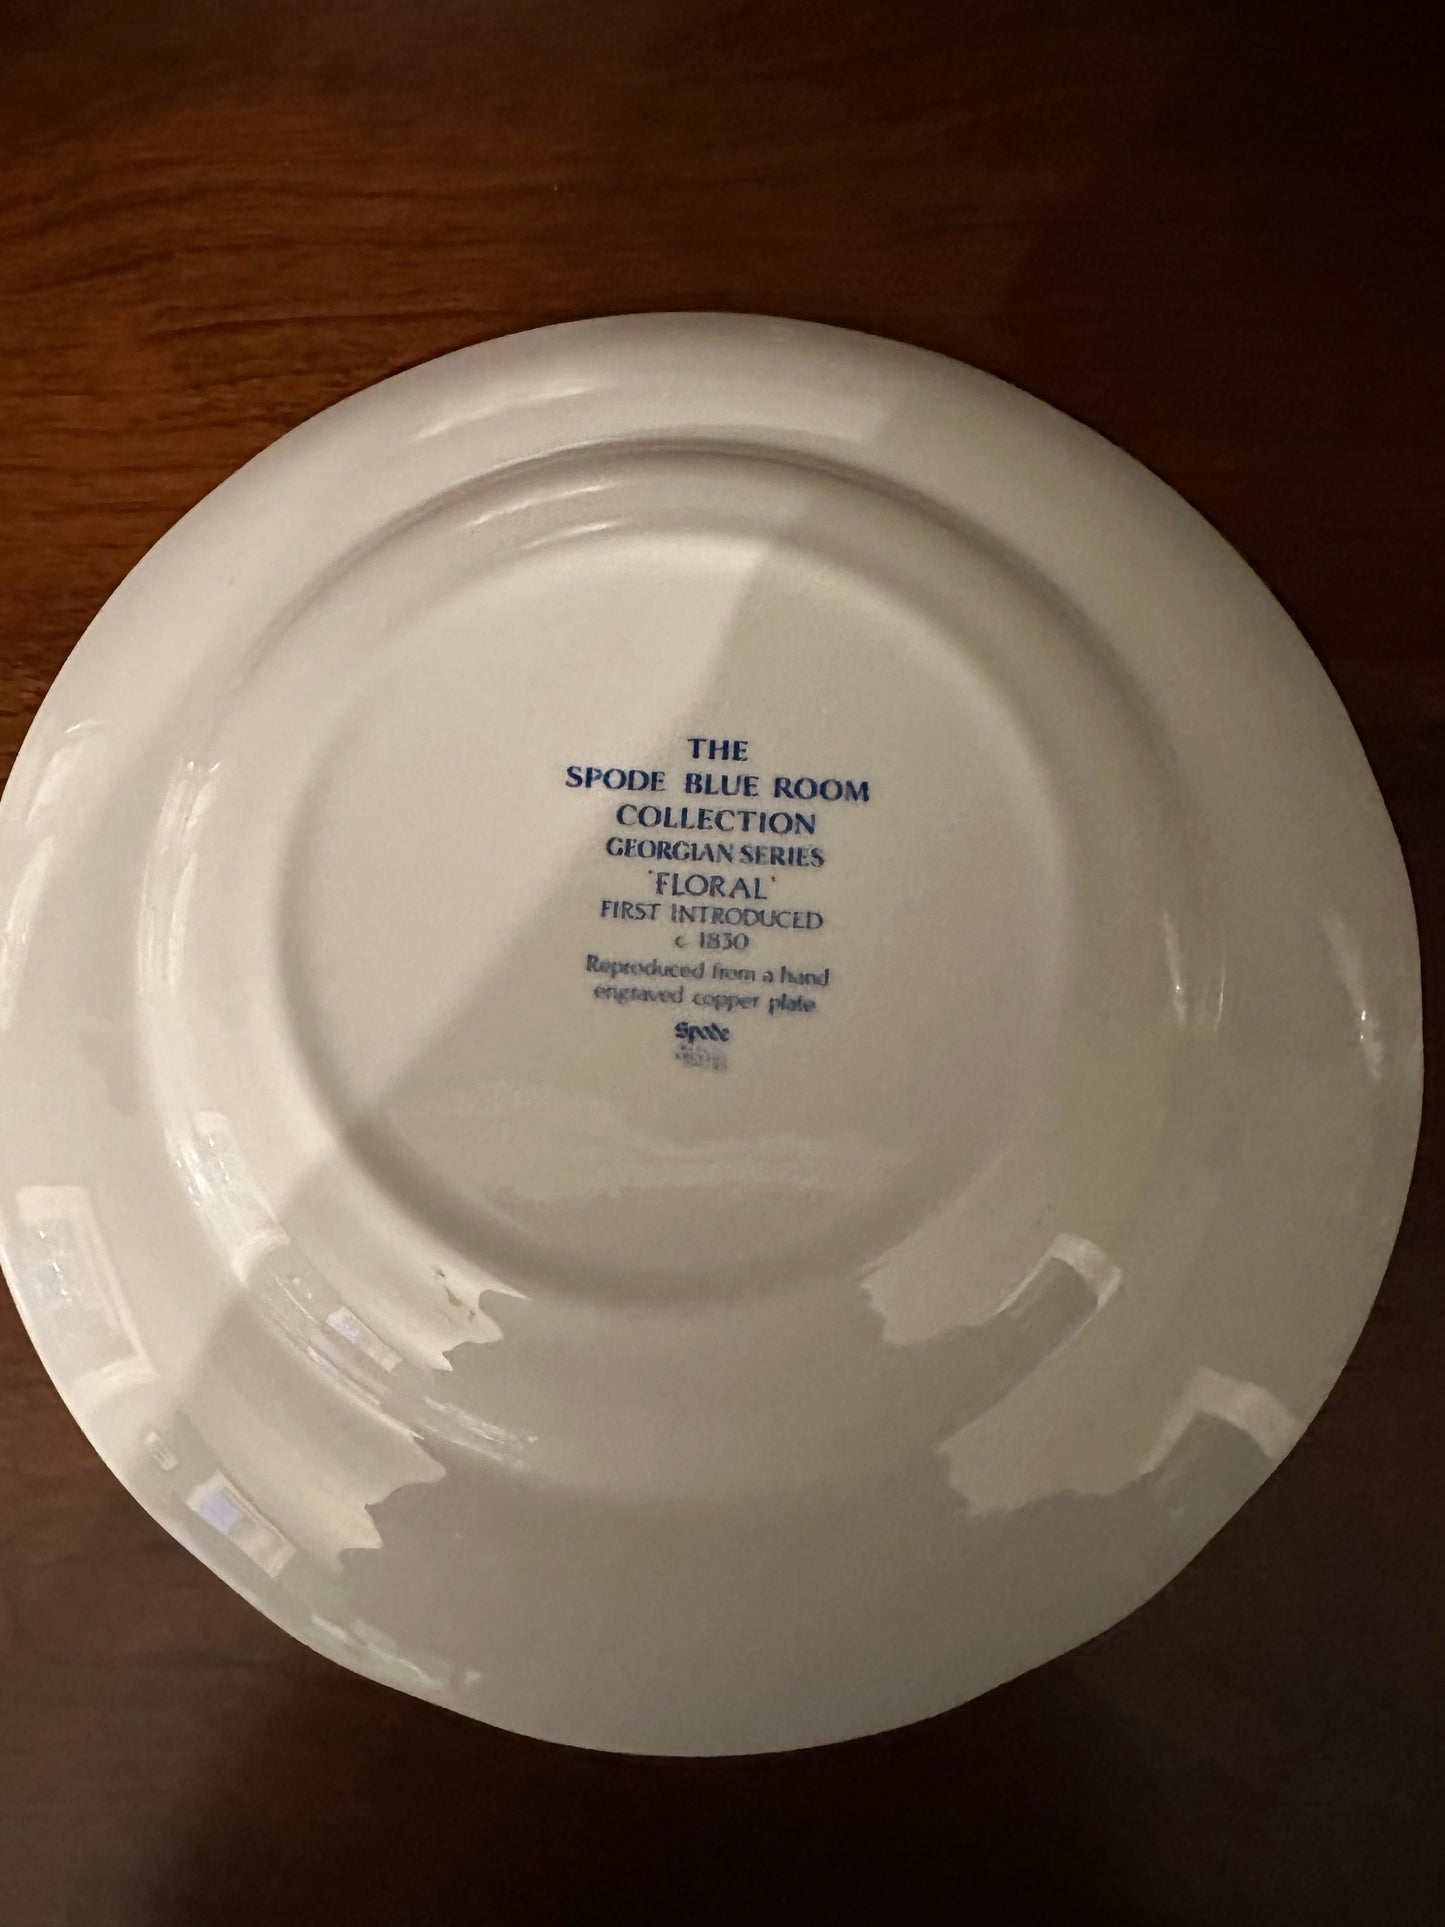 THE
SPODE BLUE ROOM
COLLECTION
GEORGIAN SERIES
'FLORAL'
FIRST INTRODUCED
c 1830
Reproduced from a hand
engraved copper plate
Spode